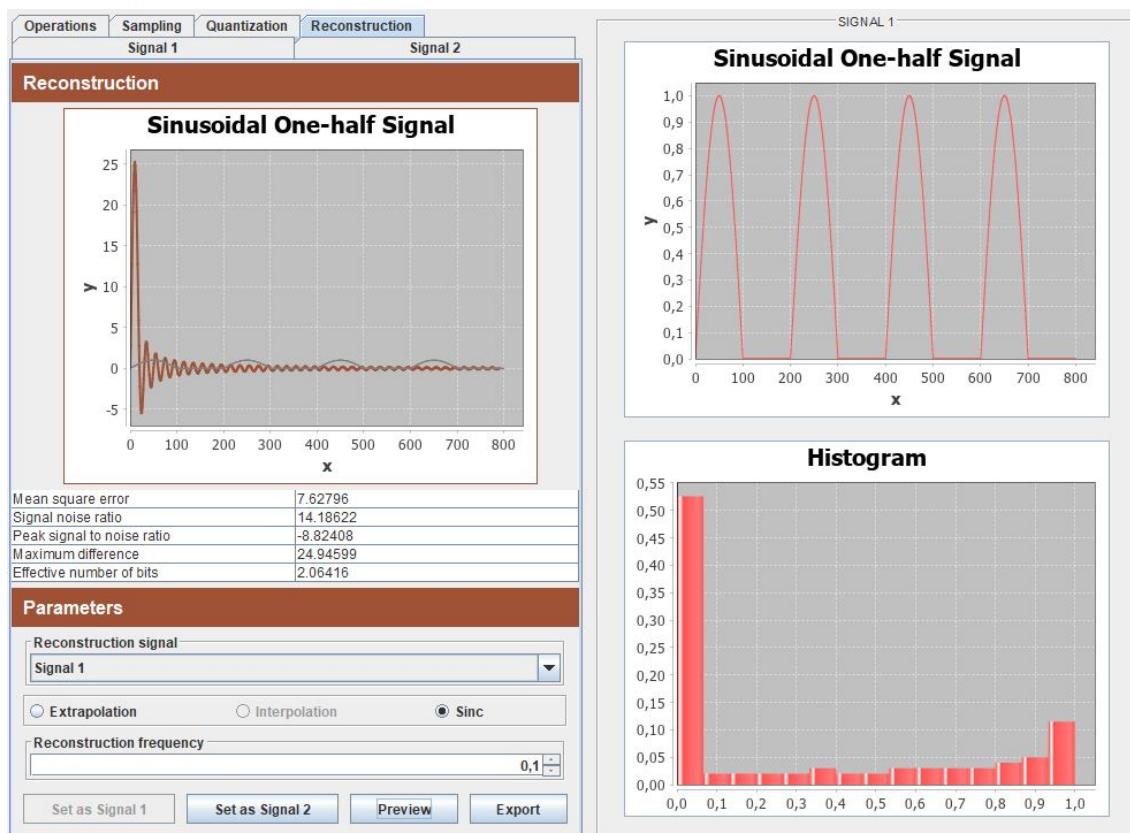 Operations Sampling Quantization Reconstruction
Signal 1 Signal 2
Reconstruction
Sinusoidal One-half Signal
25
20
15
10
5
0
-5
y
0 100 200 300 400 500 600 700 800
x
Mean square error 7.62796
Signal noise ratio 14.18622
Peak signal to noise ratio -8.82408
Maximum difference 24.94599
Effective number of bits 2.06416
Parameters
Reconstruction signal
Signal 1
Extrapolation Interpolation Sinc
Reconstruction frequency
0,1
Set as Signal 1 Set as Signal 2 Preview Export
SIGNAL 1
Sinusoidal One-half Signal
1,0
0,9
0,8
0,7
0,6
0,5
0,4
0,3
0,2
0,1
0,0
y
0 100 200 300 400 500 600 700 800
x
Histogram
0,55
0,50
0,45
0,40
0,35
0,30
0,25
0,20
0,15
0,10
0,05
0,00
0,0 0,1 0,2 0,3 0,4 0,5 0,6 0,7 0,8 0,9 1,0